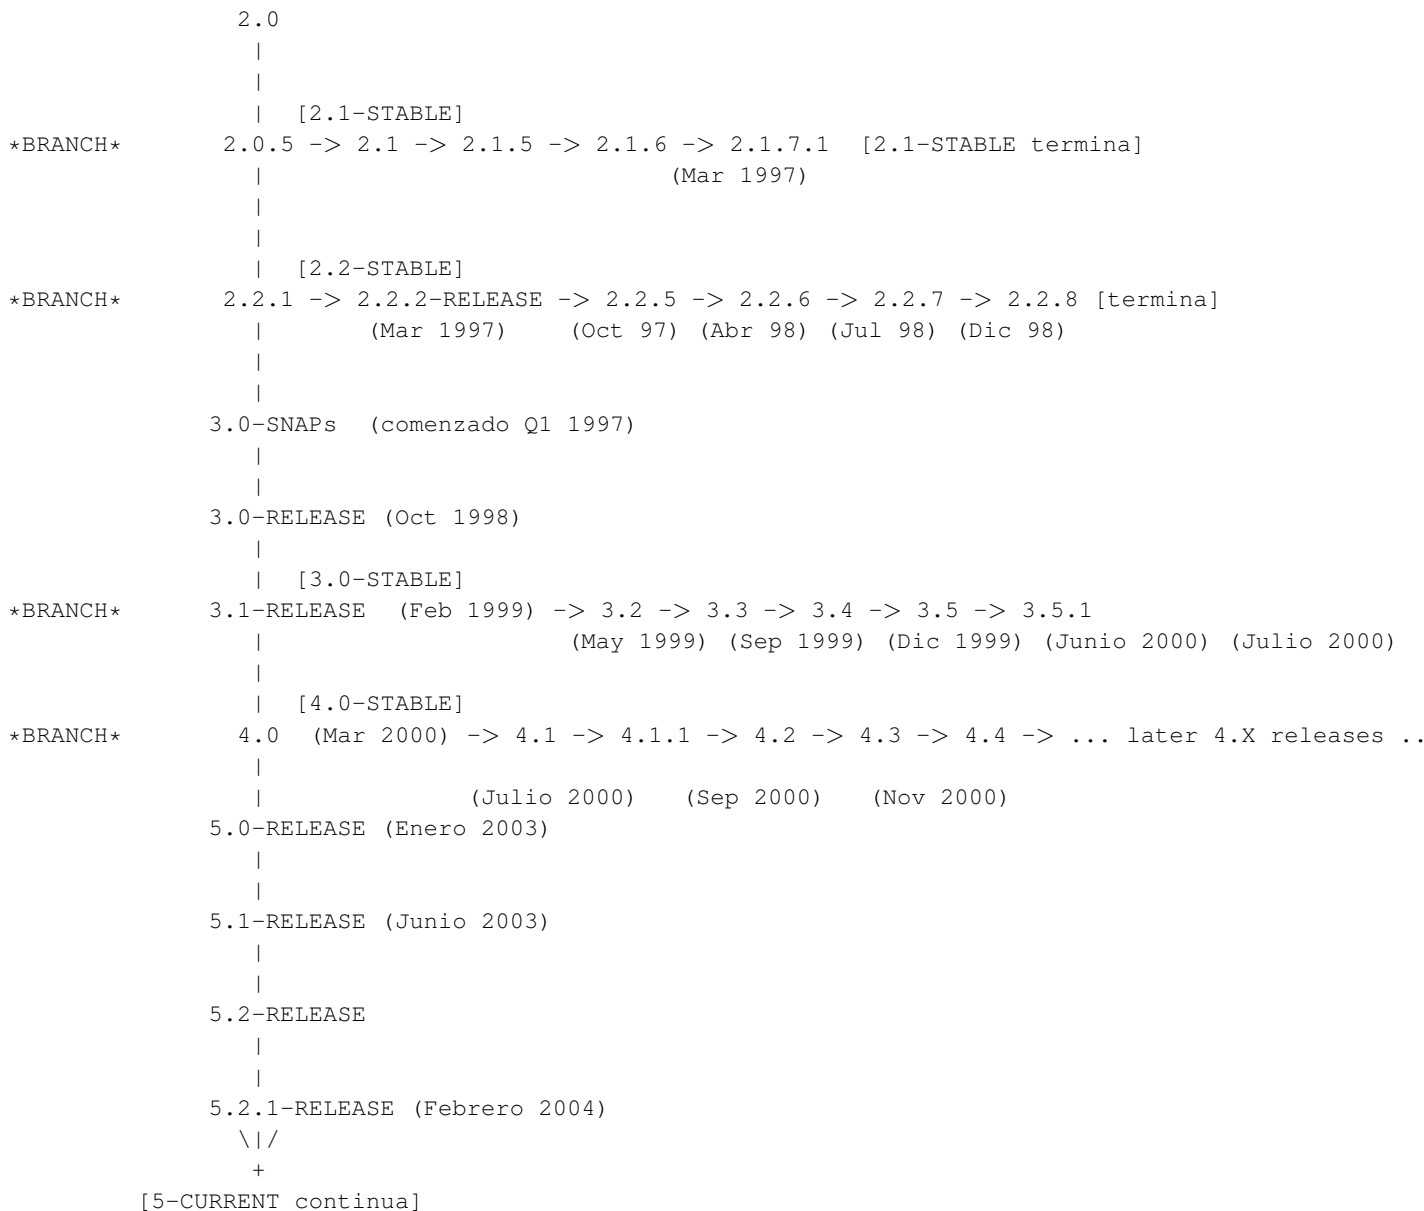 2.0
|
|
| [2.1-STABLE]
*BRANCH* 2.0.5 -> 2.1 -> 2.1.5 -> 2.1.6 -> 2.1.7.1 [2.1-STABLE termina]
| (Mar 1997)
|
|
| [2.2-STABLE]
*BRANCH* 2.2.1 -> 2.2.2-RELEASE -> 2.2.5 -> 2.2.6 -> 2.2.7 -> 2.2.8 [termina]
| (Mar 1997) (Oct 97) (Abr 98) (Jul 98) (Dic 98)
|
|
3.0-SNAPs (comenzado Q1 1997)
|
|
3.0-RELEASE (Oct 1998)
|
| [3.0-STABLE]
*BRANCH* 3.1-RELEASE (Feb 1999) -> 3.2 -> 3.3 -> 3.4 -> 3.5 -> 3.5.1
| (May 1999) (Sep 1999) (Dic 1999) (Junio 2000) (Julio 2000)
|
| [4.0-STABLE]
*BRANCH* 4.0 (Mar 2000) -> 4.1 -> 4.1.1 -> 4.2 -> 4.3 -> 4.4 -> ... later 4.X releases ..
|
| (Julio 2000) (Sep 2000) (Nov 2000)
5.0-RELEASE (Enero 2003)
|
|
5.1-RELEASE (Junio 2003)
|
|
5.2-RELEASE
|
|
5.2.1-RELEASE (Febrero 2004)
\|/
+
[5-CURRENT continua]